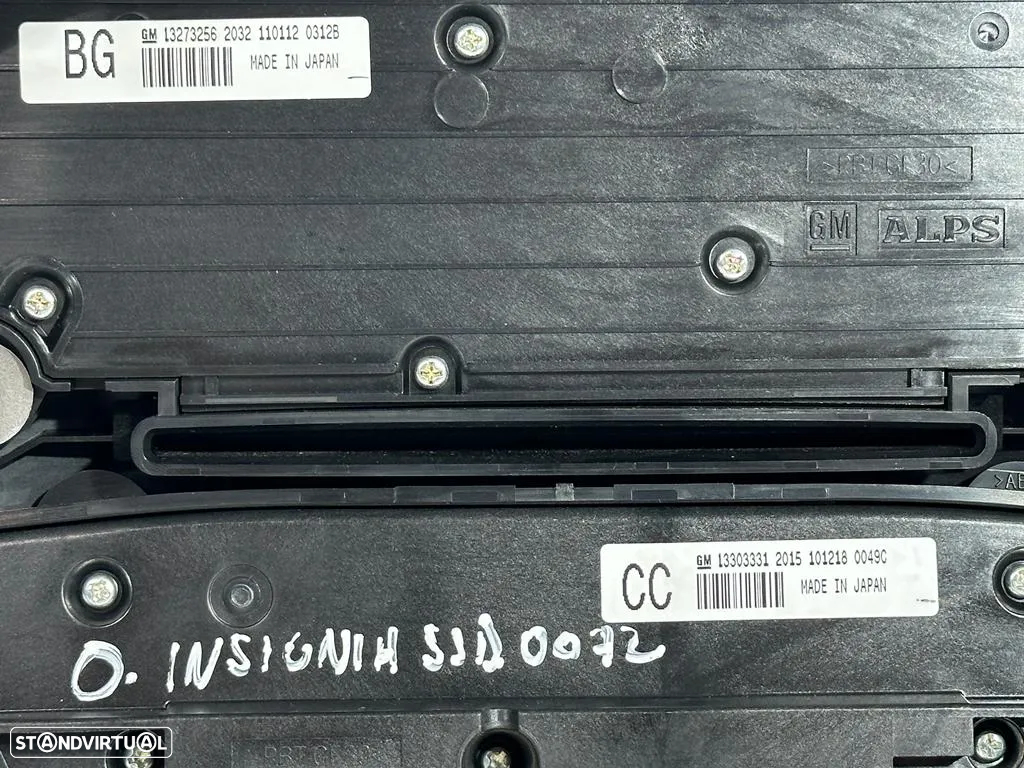 BG
GM 13273256 2032 110112 0312B
MADE IN JAPAN
GM
ALPS
CC
GM 13303331 2015 101218 0049C
MADE IN JAPAN
O. INSIGNIA
0072
STANDVIRTUAL